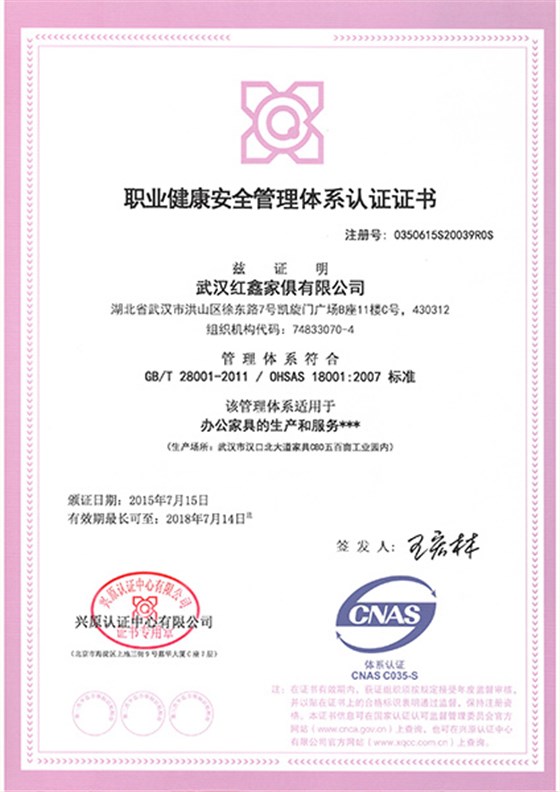 职业健康安全管理体系认证证书
注册号：0350615S20039R0S
兹 证 明
武汉红鑫家俱有限公司
湖北省武汉市洪山区徐东路7号凯旋门广场B座11楼C号，430312
组织机构代码：74833070-4
管 理 体 系 符 合
GB/T 28001-2011 / OHSAS 18001:2007 标准
该管理体系适用于
办公家具的生产和服务***
（生产场所：武汉市汉口北大道家具CBD五百亩工业园内）
颁证日期：2015年7月15日
有效期最长可至：2018年7月14日注
签 发 人：王宏林
兴原认证中心有限公司
证书专用章
兴原认证中心有限公司
（北京市海淀区上地三街9号嘉华大厦C座2层）
CNAS
体系认证
CNAS C035-S
注：在证书有效期内，获证组织须按规定接受年度监督审核，
并以贴在证书上的合格标识表明通过监督，保持注册资
格。本证书信息可在国家认证认可监督管理委员会官方
网站（www.cnca.gov.cn）上查询，也可在兴原认证中心
有限公司官方网站（www.xqcc.com.cn）上查询。